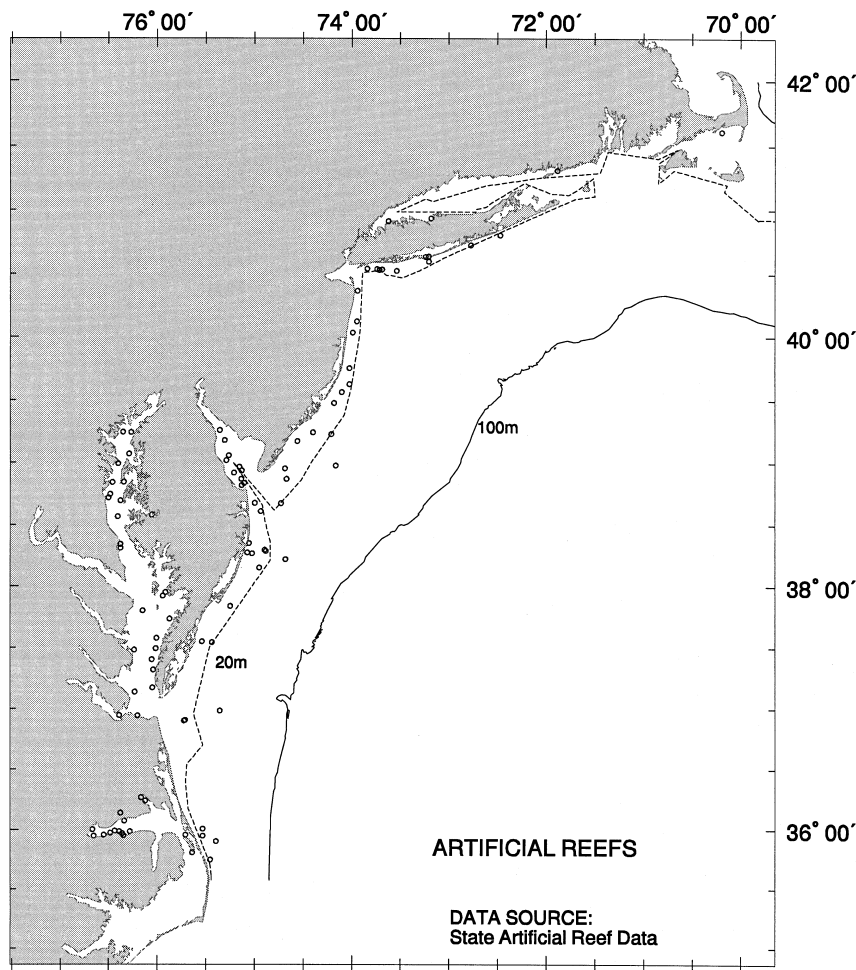 76° 00′ 74° 00′ 72° 00′ 70° 00′
42° 00′
40° 00′
100m
38° 00′
20m
36° 00′
ARTIFICIAL REEFS
DATA SOURCE:
State Artificial Reef Data